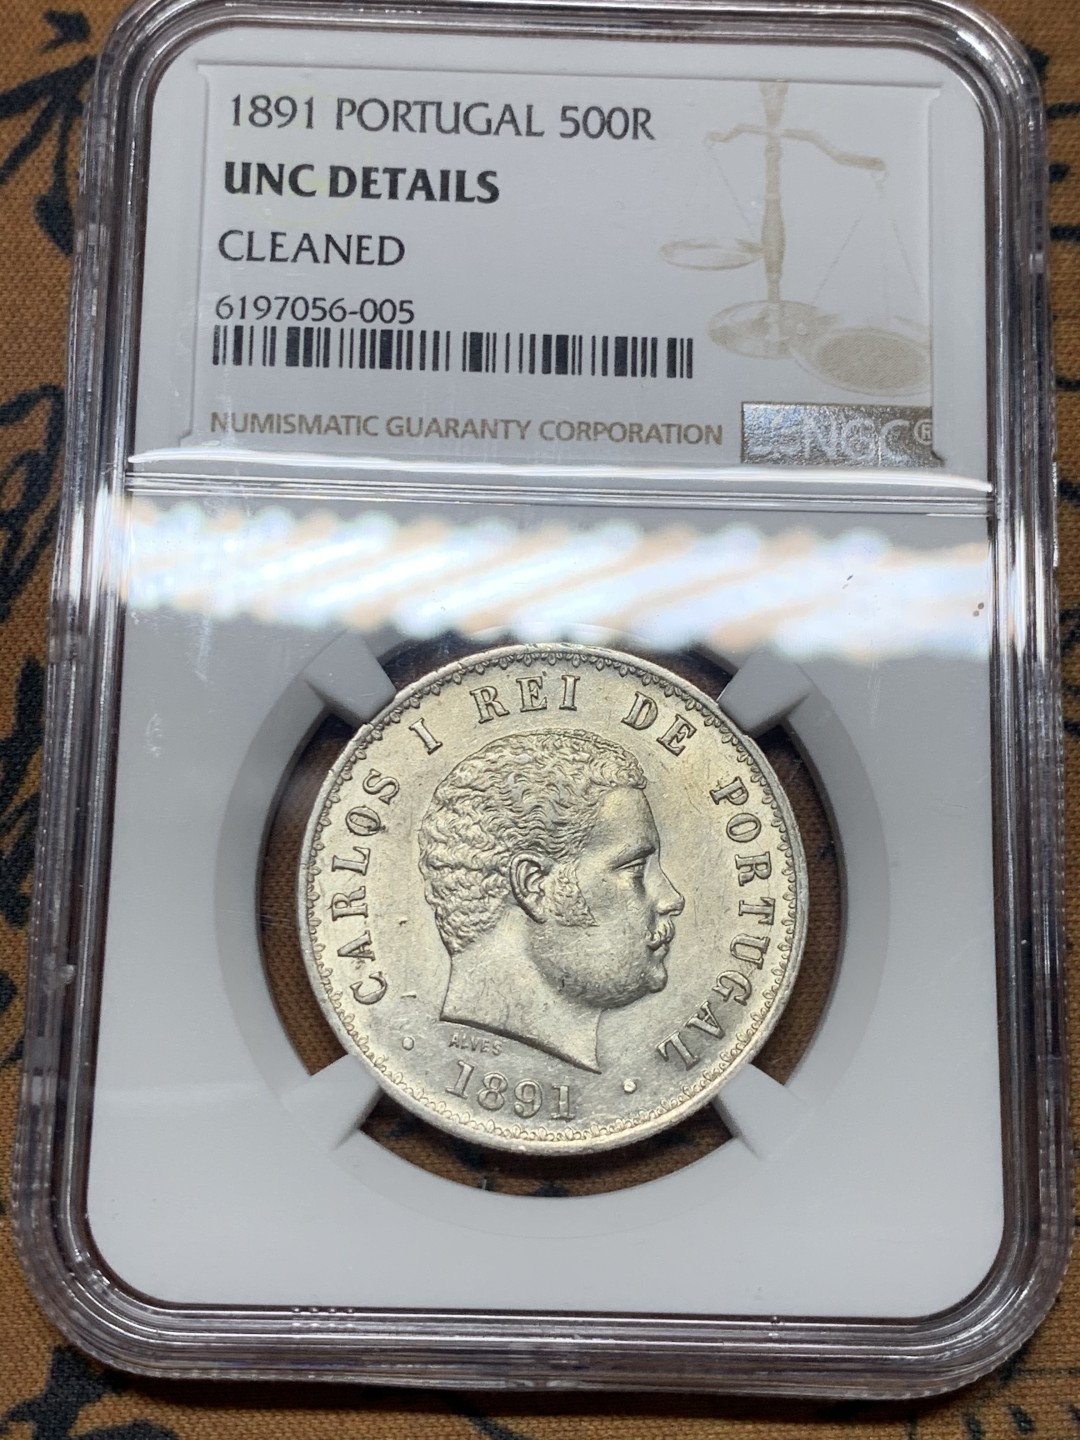 1891 PORTUGAL 500R
UNC DETAILS
CLEANED
6197056-005
NUMISMATIC GUARANTY CORPORATION
NGC®
CARLOS I REI DE PORTUGAL
ALVES
1891